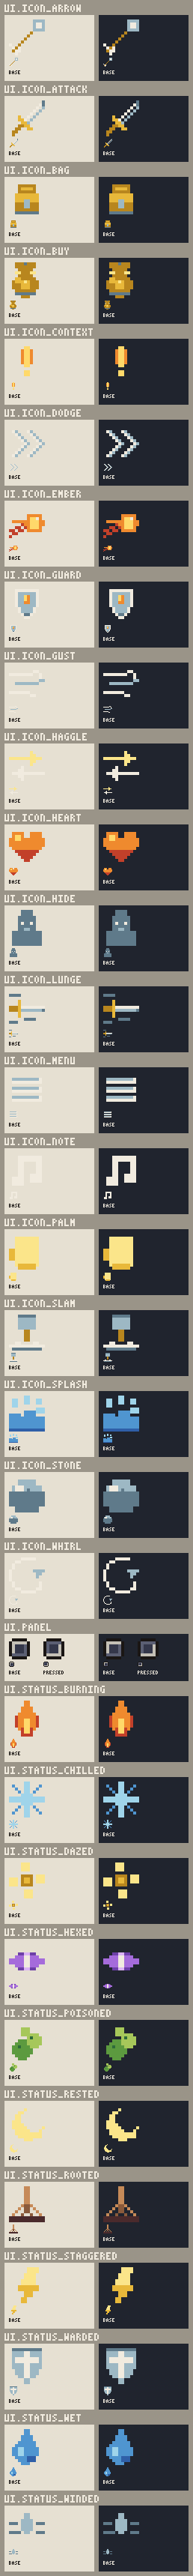 UI.ICON_ARROW
BASE BASE
UI.ICON_ATTACK
BASE BASE
UI.ICON_BAG
BASE BASE
UI.ICON_BUY
BASE BASE
UI.ICON_CONTEXT
BASE BASE
UI.ICON_DODGE
BASE BASE
UI.ICON_EMBER
BASE BASE
UI.ICON_GUARD
BASE BASE
UI.ICON_GUST
BASE BASE
UI.ICON_HAGGLE
BASE BASE
UI.ICON_HEART
BASE BASE
UI.ICON_HIDE
BASE BASE
UI.ICON_LUNGE
BASE BASE
UI.ICON_MENU
BASE BASE
UI.ICON_NOTE
BASE BASE
UI.ICON_PALM
BASE BASE
UI.ICON_SLAM
BASE BASE
UI.ICON_SPLASH
BASE BASE
UI.ICON_STONE
BASE BASE
UI.ICON_WHIRL
BASE BASE
UI.PANEL
BASE PRESSED BASE PRESSED
UI.STATUS_BURNING
BASE BASE
UI.STATUS_CHILLED
BASE BASE
UI.STATUS_DAZED
BASE BASE
UI.STATUS_HEXED
BASE BASE
UI.STATUS_POISONED
BASE BASE
UI.STATUS_RESTED
BASE BASE
UI.STATUS_ROOTED
BASE BASE
UI.STATUS_STAGGERED
BASE BASE
UI.STATUS_WARDED
BASE BASE
UI.STATUS_WET
BASE BASE
UI.STATUS_WINDED
BASE BASE